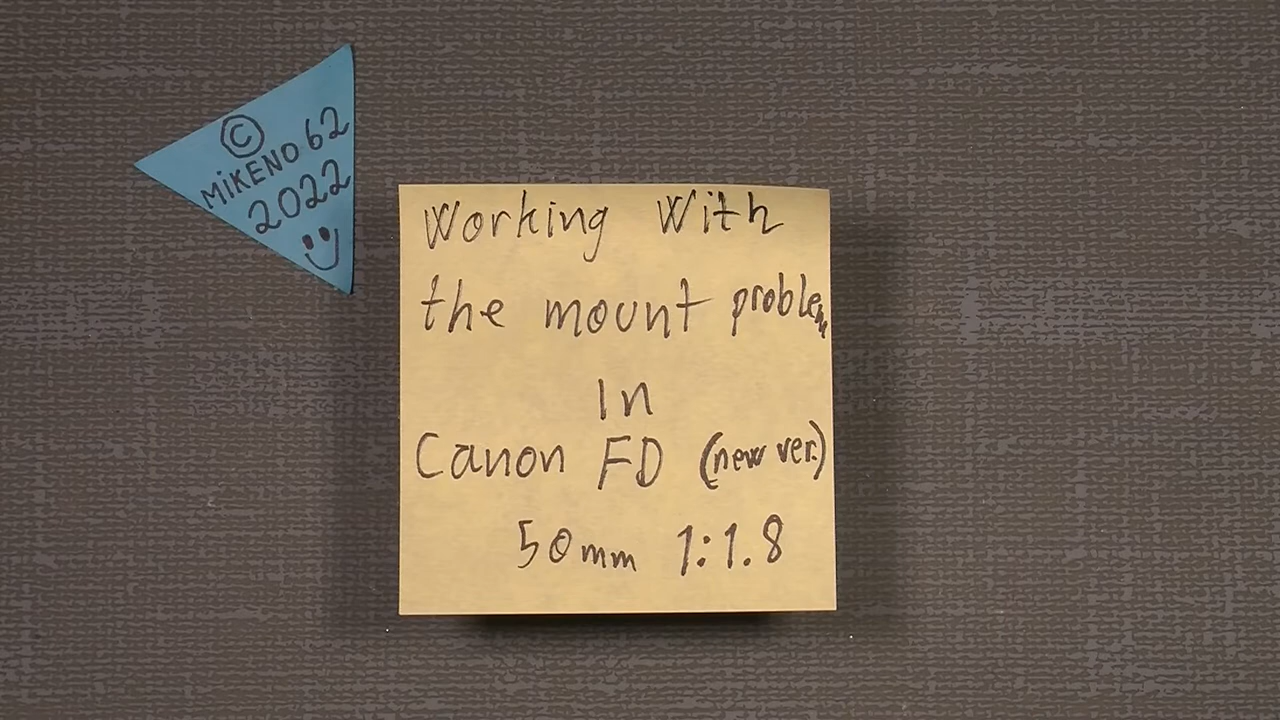 © MIKENO 62
2022
Working With
the mount problem
In
Canon FD (new ver.)
50mm 1:1.8